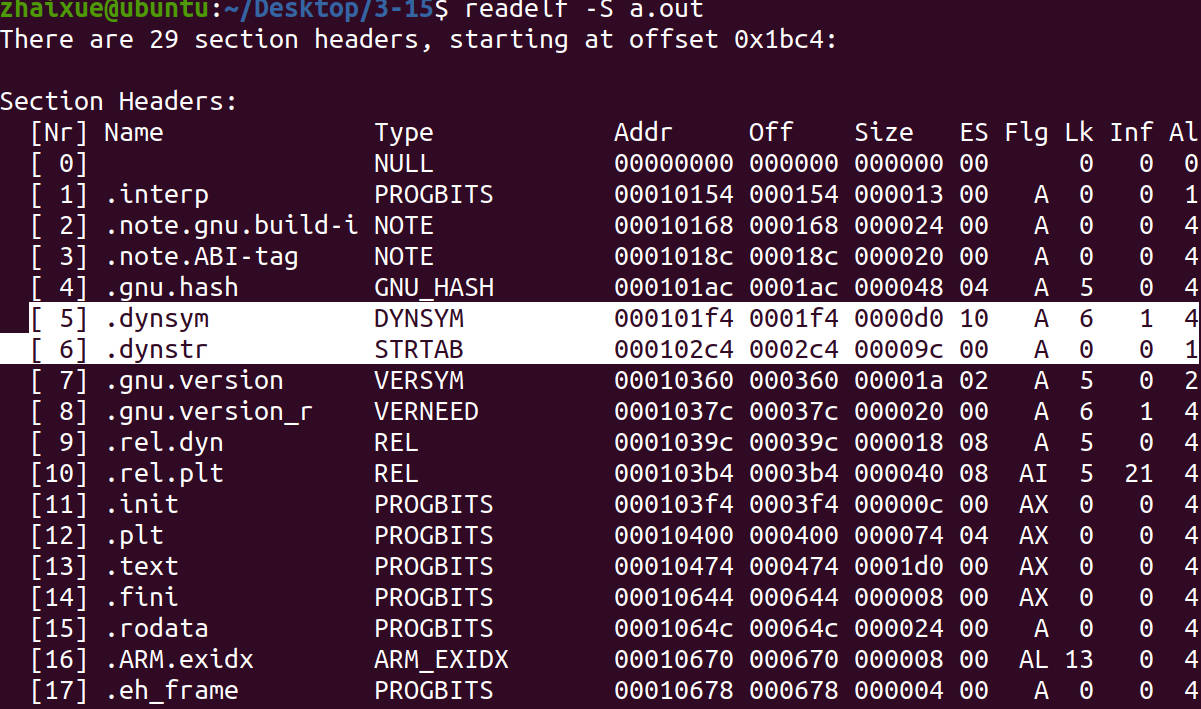 zhaixue@ubuntu:~/Desktop/3-15$ readelf -S a.out
There are 29 section headers, starting at offset 0x1bc4:

Section Headers:
  [Nr] Name              Type            Addr     Off    Size   ES Flg Lk Inf Al
  [ 0]                   NULL            00000000 000000 000000 00      0   0  0
  [ 1] .interp           PROGBITS        00010154 000154 000013 00   A  0   0  1
  [ 2] .note.gnu.build-i NOTE            00010168 000168 000024 00   A  0   0  4
  [ 3] .note.ABI-tag     NOTE            0001018c 00018c 000020 00   A  0   0  4
  [ 4] .gnu.hash         GNU_HASH        000101ac 0001ac 000048 04   A  5   0  4
  [ 5] .dynsym           DYNSYM          000101f4 0001f4 0000d0 10   A  6   1  4
  [ 6] .dynstr           STRTAB          000102c4 0002c4 00009c 00   A  0   0  1
  [ 7] .gnu.version      VERSYM          00010360 000360 00001a 02   A  5   0  2
  [ 8] .gnu.version_r    VERNEED         0001037c 00037c 000020 00   A  6   1  4
  [ 9] .rel.dyn          REL             0001039c 00039c 000018 08   A  5   0  4
  [10] .rel.plt          REL             000103b4 0003b4 000040 08  AI  5  21  4
  [11] .init             PROGBITS        000103f4 0003f4 00000c 00  AX  0   0  4
  [12] .plt              PROGBITS        00010400 000400 000074 04  AX  0   0  4
  [13] .text             PROGBITS        00010474 000474 0001d0 00  AX  0   0  4
  [14] .fini             PROGBITS        00010644 000644 000008 00  AX  0   0  4
  [15] .rodata           PROGBITS        0001064c 00064c 000024 00   A  0   0  4
  [16] .ARM.exidx        ARM_EXIDX       00010670 000670 000008 00  AL 13   0  4
  [17] .eh_frame         PROGBITS        00010678 000678 000004 00   A  0   0  4